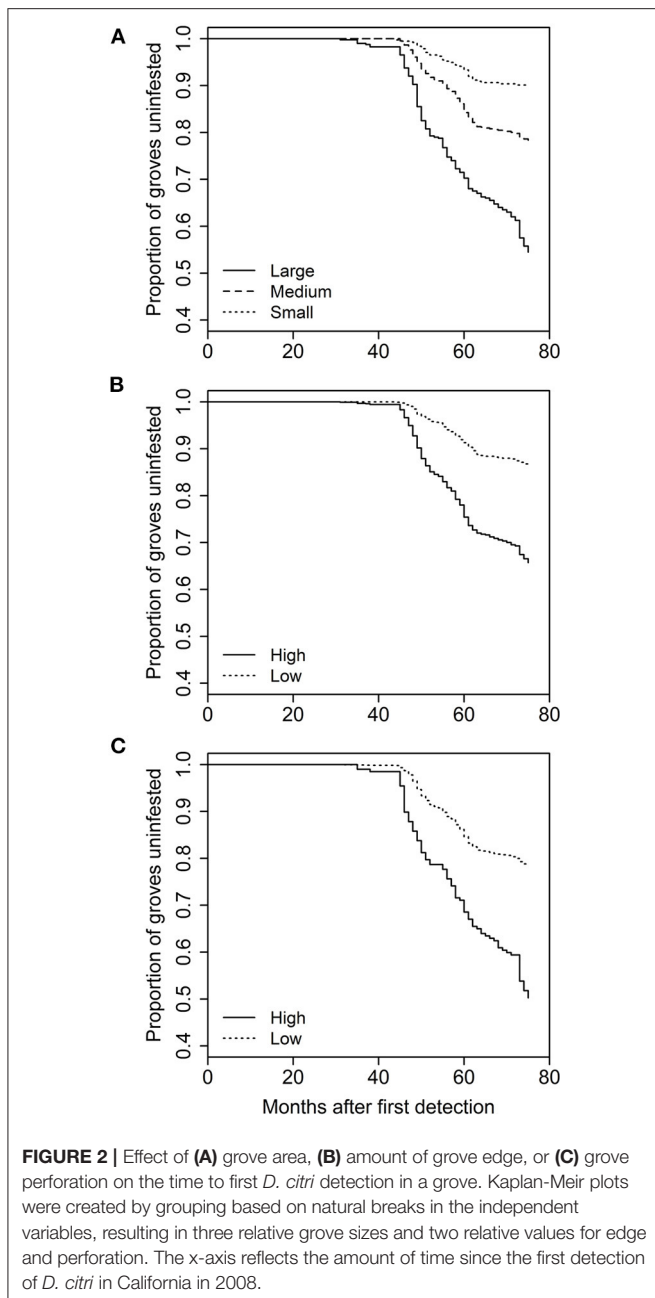 A
Proportion of groves uninfested
1.0
0.9
0.8
0.7
0.6
0.5
0.4
Large
Medium
Small
0 20 40 60 80
B
Proportion of groves uninfested
1.0
0.9
0.8
0.7
0.6
0.5
0.4
High
Low
0 20 40 60 80
C
Proportion of groves uninfested
1.0
0.9
0.8
0.7
0.6
0.5
0.4
High
Low
0 20 40 60 80
Months after first detection
FIGURE 2 | Effect of (A) grove area, (B) amount of grove edge, or (C) grove
perforation on the time to first D. citri detection in a grove. Kaplan-Meir plots
were created by grouping based on natural breaks in the independent
variables, resulting in three relative grove sizes and two relative values for edge
and perforation. The x-axis reflects the amount of time since the first detection
of D. citri in California in 2008.